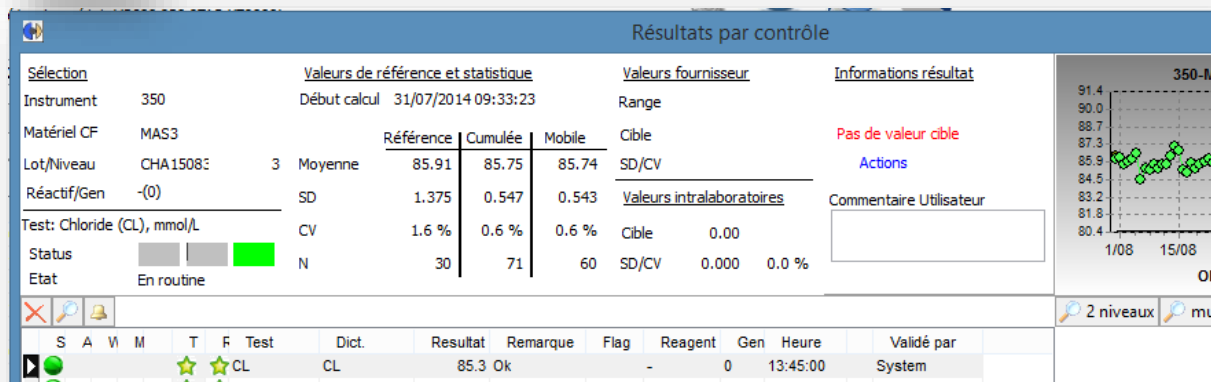 Résultats par contrôle
Sélection
Instrument 350
Matériel CF MAS3
Lot/Niveau CHA1508 3
Réactif/Gen -(0)
Test: Chloride (CL), mmol/L
Status
Etat En routine
Valeurs de référence et statistique
Début calcul 31/07/2014 09:33:23
Référence Cumulée Mobile
Moyenne 85.91 85.75 85.74
SD 1.375 0.547 0.543
CV 1.6 % 0.6 % 0.6 %
N 30 71 60
Valeurs fournisseur
Range
Cible
SD/CV
Valeurs intralaboratoires
Cible 0.00
SD/CV 0.000 0.0 %
Informations résultat
Pas de valeur cible
Actions
Commentaire Utilisateur
350-M
91.4
90.0
88.7
87.3
85.9
84.5
83.2
81.8
80.4
1/08 15/08
2 niveaux mu
S A W M T R Test Dict. Resultat Remarque Flag Reagent Gen Heure Validé par
CL CL 85.3 Ok - 0 13:45:00 System